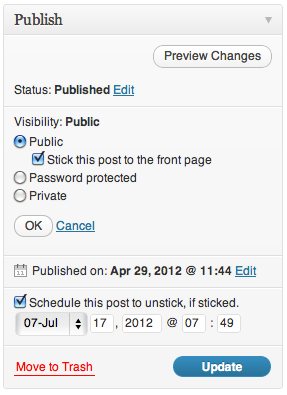 Publish
Preview Changes
Status: Published Edit
Visibility: Public
Public
Stick this post to the front page
Password protected
Private
OK Cancel
Published on: Apr 29, 2012 @ 11:44 Edit
Schedule this post to unstick, if sticked.
07-Jul 17 , 2012 @ 07 : 49
Move to Trash Update